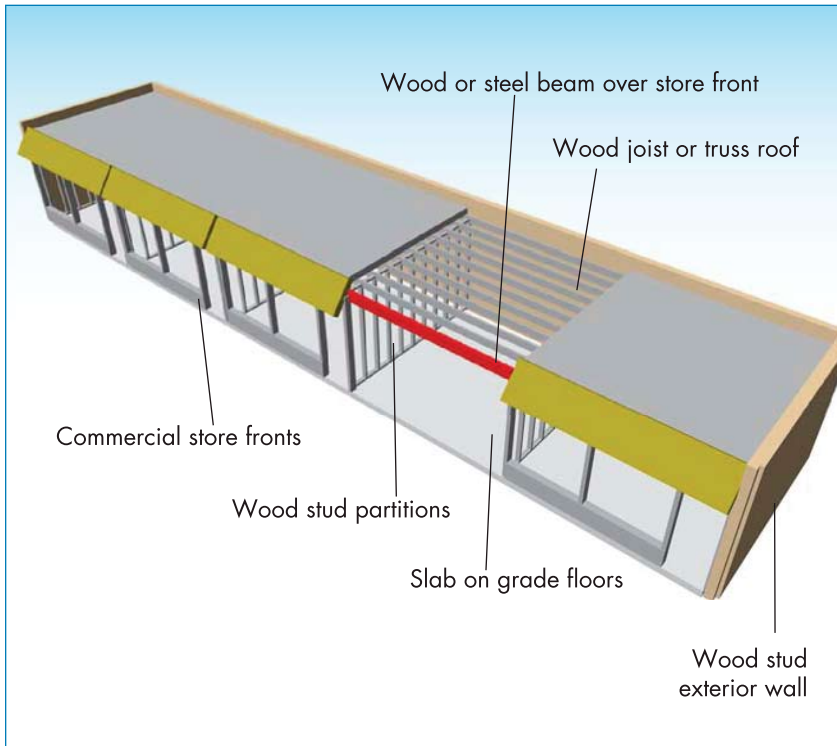 Wood or steel beam over store front
Wood joist or truss roof
Commercial store fronts
Wood stud partitions
Slab on grade floors
Wood stud
exterior wall